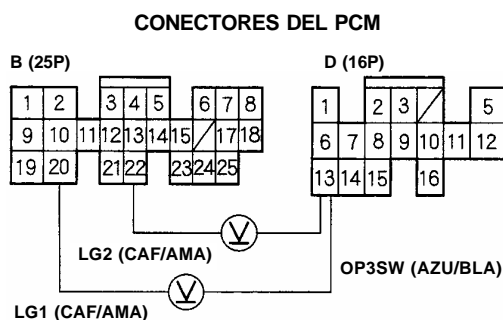 CONECTORES DEL PCM
B (25P) D (16P)
1 2 3 4 5 6 7 8
9 10 11 12 13 14 15 17 18
19 20 21 22 23 24 25
1 2 3 5
6 7 8 9 10 11 12
13 14 15 16
V
LG2 (CAF/AMA)
V
OP3SW (AZU/BLA)
LG1 (CAF/AMA)